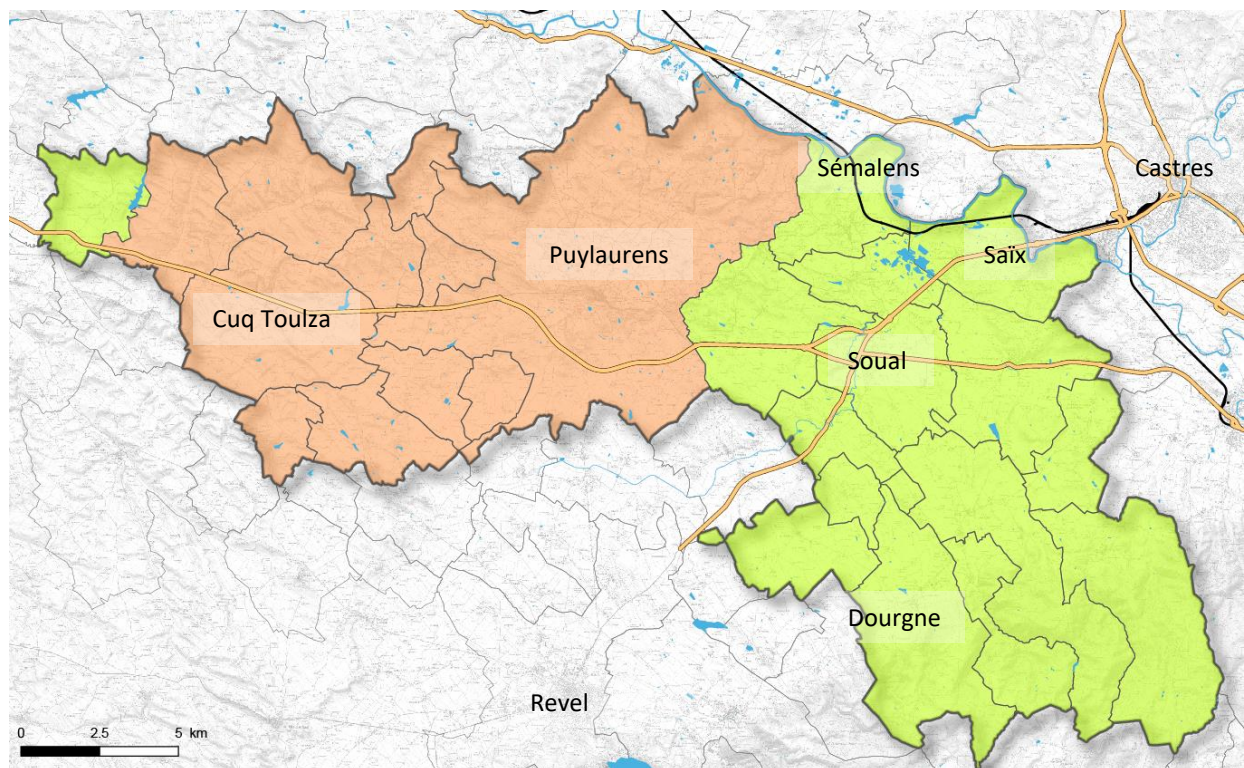 Sémalens
Castres
Puylaurens
Saïx
Cuq Toulza
Soual
Dourgne
Revel
0 2.5 5 km